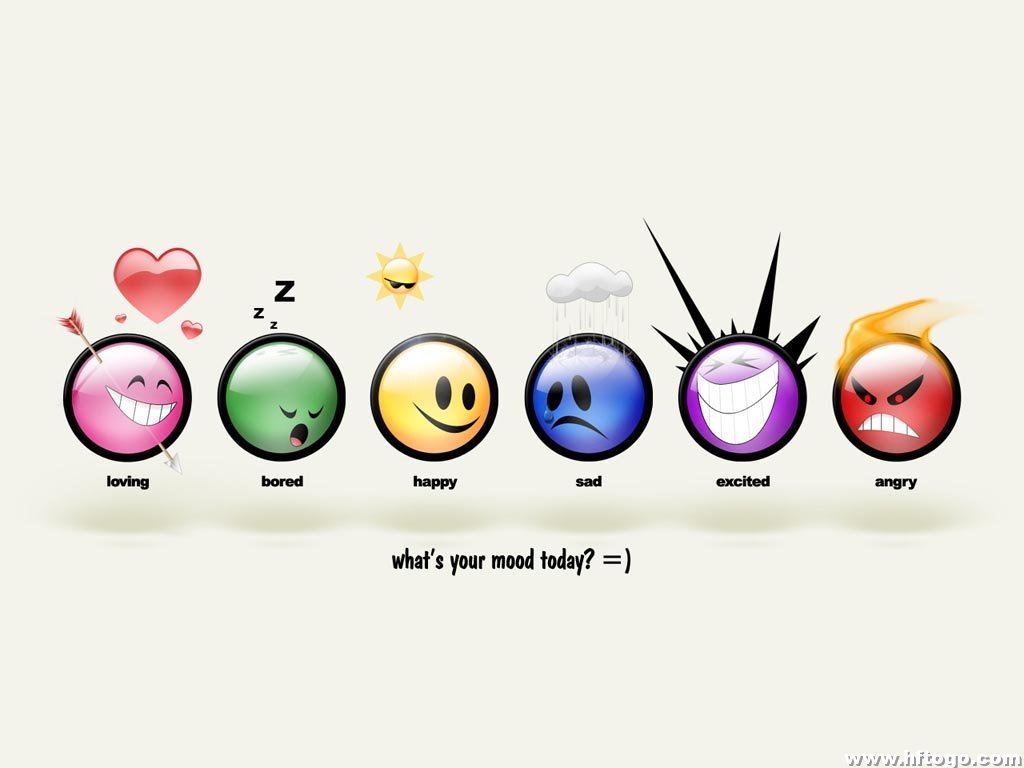 z
z
z
loving bored happy sad excited angry
what's your mood today? =)
www.hftogo.com